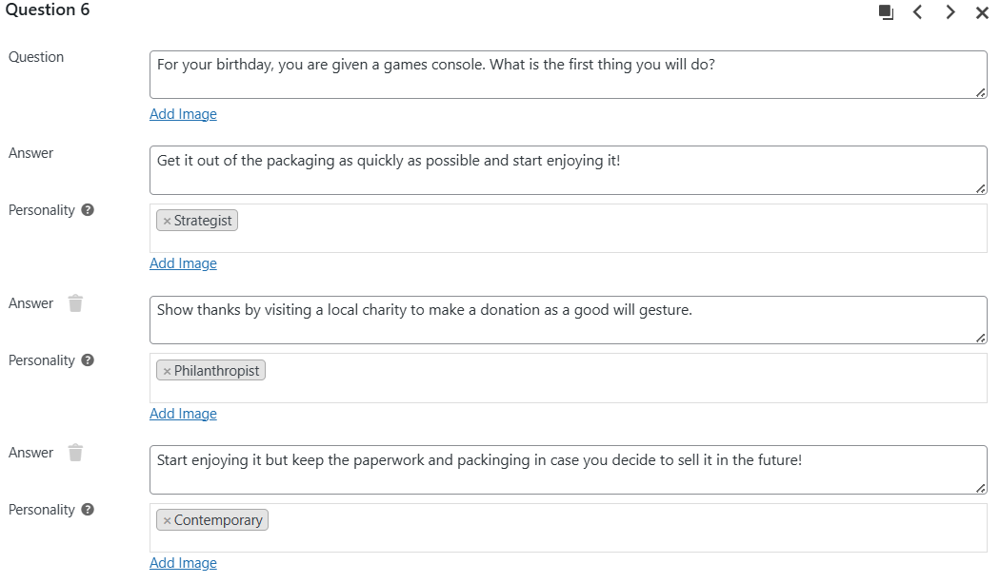 Question 6
Question
For your birthday, you are given a games console. What is the first thing you will do?
Add Image
Answer
Get it out of the packaging as quickly as possible and start enjoying it!
Personality ?
× Strategist
Add Image
Answer
Show thanks by visiting a local charity to make a donation as a good will gesture.
Personality ?
× Philanthropist
Add Image
Answer
Start enjoying it but keep the paperwork and packinging in case you decide to sell it in the future!
Personality ?
× Contemporary
Add Image